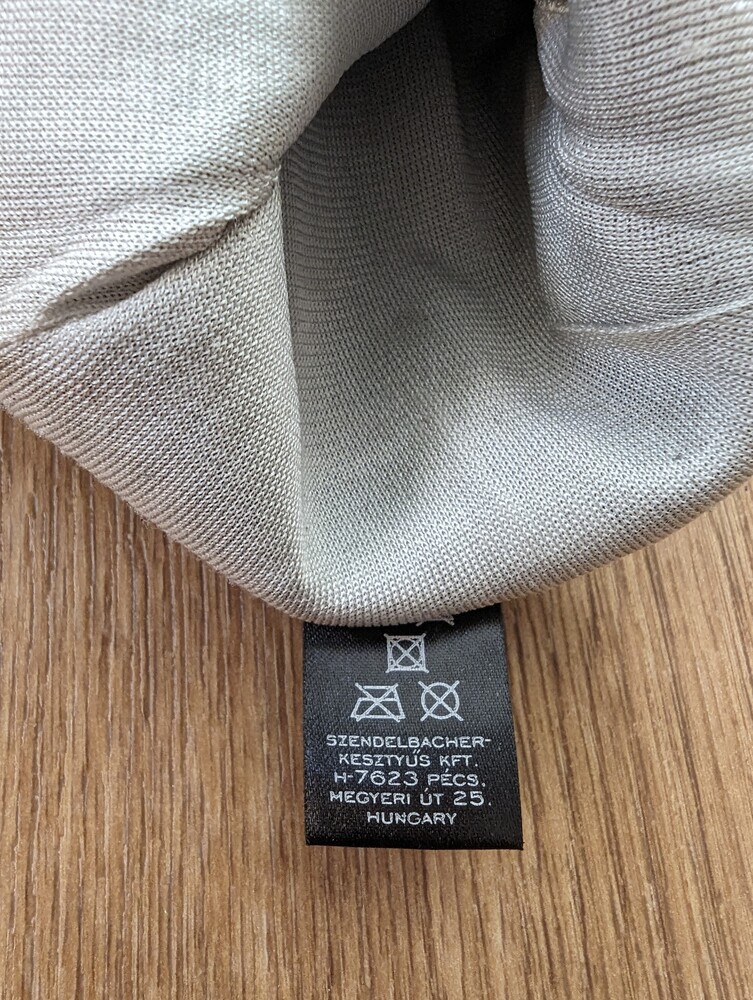 SZENDELBACHER-
KESZTYŰS KFT.
H-7623 PÉCS,
MEGYERI ÚT 25.
HUNGARY